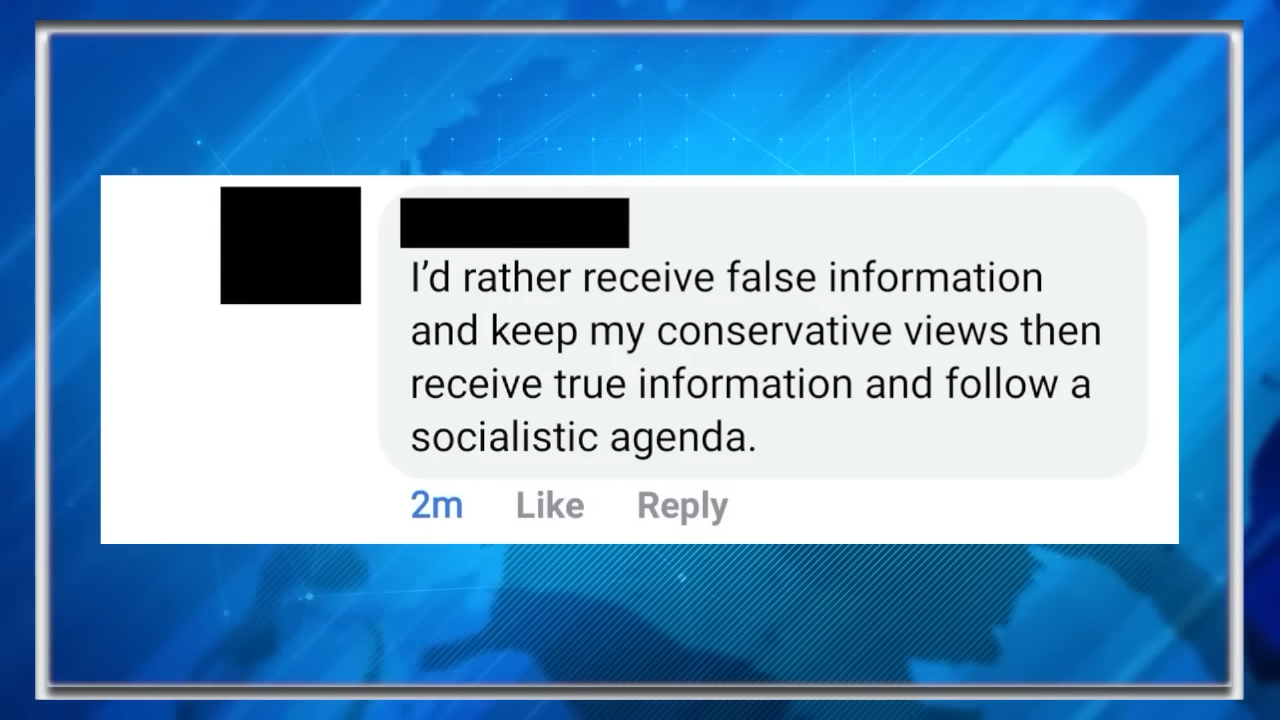 I’d rather receive false information
and keep my conservative views then
receive true information and follow a
socialistic agenda.
2m Like Reply